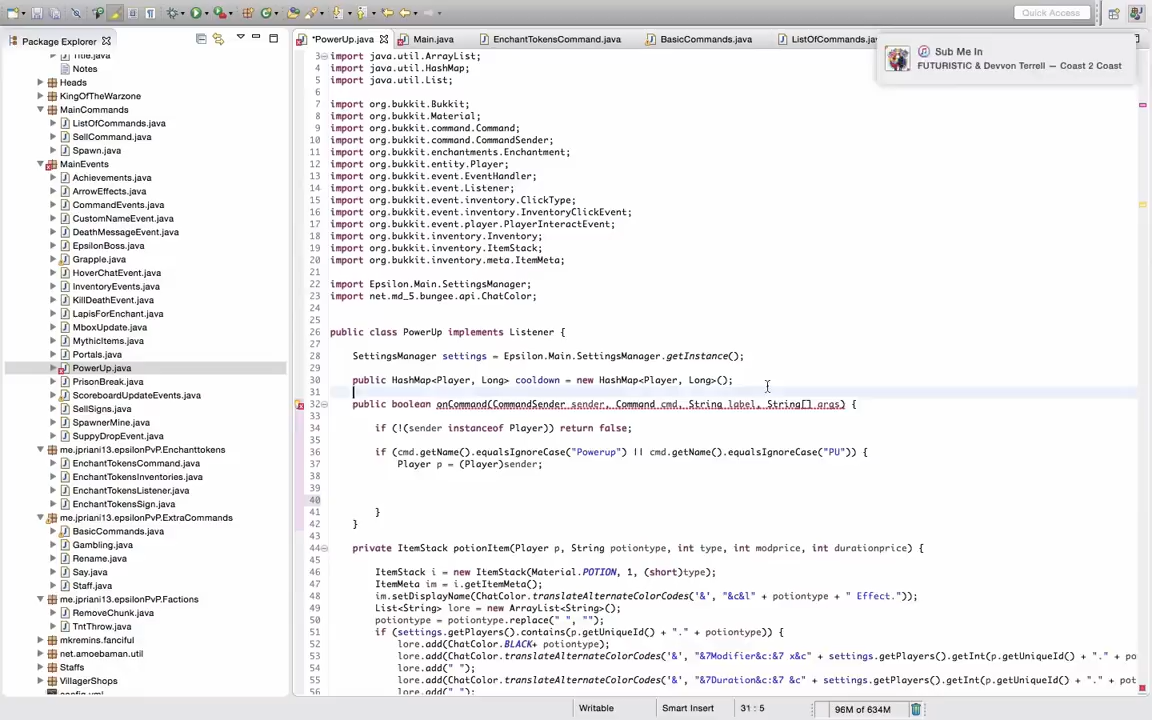 Quick Access
Package Explorer
*PowerUp.java
Main.java
EnchantTokensCommand.java
BasicCommands.java
ListOfCommands.ja
Sub Me In
FUTURISTIC & Devvon Terrell — Coast 2 Coast
Title.java
Notes
Heads
KingOfTheWarzone
MainCommands
ListOfCommands.java
SellCommand.java
Spawn.java
MainEvents
Achievements.java
ArrowEffects.java
CommandEvents.java
CustomNameEvent.java
DeathMessageEvent.java
EpsilonBoss.java
Grapple.java
HoverChatEvent.java
InventoryEvents.java
KillDeathEvent.java
LapisForEnchant.java
MboxUpdate.java
MythicItems.java
Portals.java
PowerUp.java
PrisonBreak.java
ScoreboardUpdateEvents.java
SellSigns.java
SpawnerMine.java
SuppyDropEvent.java
me.jpriani13.epsilonPvP.Enchanttokens
EnchantTokensCommand.java
EnchantTokensInventories.java
EnchantTokensListener.java
EnchantTokensSign.java
me.jpriani13.epsilonPvP.ExtraCommands
BasicCommands.java
Gambling.java
Rename.java
Say.java
Staff.java
me.jpriani13.epsilonPvP.Factions
RemoveChunk.java
TntThrow.java
mkremins.fanciful
net.amoebaman.util
Staffs
VillagerShops
config.yml
3 import java.util.ArrayList;
4 import java.util.HashMap;
5 import java.util.List;
6
7 import org.bukkit.Bukkit;
8 import org.bukkit.Material;
9 import org.bukkit.command.Command;
10 import org.bukkit.command.CommandSender;
11 import org.bukkit.enchantments.Enchantment;
12 import org.bukkit.entity.Player;
13 import org.bukkit.event.EventHandler;
14 import org.bukkit.event.Listener;
15 import org.bukkit.event.inventory.ClickType;
16 import org.bukkit.event.inventory.InventoryClickEvent;
17 import org.bukkit.event.player.PlayerInteractEvent;
18 import org.bukkit.inventory.Inventory;
19 import org.bukkit.inventory.ItemStack;
20 import org.bukkit.inventory.meta.ItemMeta;
21
22 import Epsilon.Main.SettingsManager;
23 import net.md_5.bungee.api.ChatColor;
24
25
26 public class PowerUp implements Listener {
27
28 SettingsManager settings = Epsilon.Main.SettingsManager.getInstance();
29
30 public HashMap<Player, Long> cooldown = new HashMap<Player, Long>();
31
32 public boolean onCommand(CommandSender sender, Command cmd, String label, String[] args) {
33
34 if (!(sender instanceof Player)) return false;
35
36 if (cmd.getName().equalsIgnoreCase("Powerup") || cmd.getName().equalsIgnoreCase("PU")) {
37 Player p = (Player)sender;
38
39
40
41 }
42 }
43
44 private ItemStack potionItem(Player p, String potiontype, int type, int modprice, int durationprice) {
45
46 ItemStack i = new ItemStack(Material.POTION, 1, (short)type);
47 ItemMeta im = i.getItemMeta();
48 im.setDisplayName(ChatColor.translateAlternateColorCodes('&', "&c&l" + potiontype + " Effect."));
49 List<String> lore = new ArrayList<String>();
50 potiontype = potiontype.replace(" ", "");
51 if (settings.getPlayers().contains(p.getUniqueId() + "." + potiontype)) {
52 lore.add(ChatColor.BLACK+ potiontype);
53 lore.add(ChatColor.translateAlternateColorCodes('&', "&7Modifier&c:&7 x&c" + settings.getPlayers().getInt(p.getUniqueId() + "." + po
54 lore.add(" ");
55 lore.add(ChatColor.translateAlternateColorCodes('&', "&7Duration&c:&7 &c" + settings.getPlayers().getInt(p.getUniqueId() + "." + pot
56 lore.add(" ");
Writable
Smart Insert
31 : 5
96M of 634M